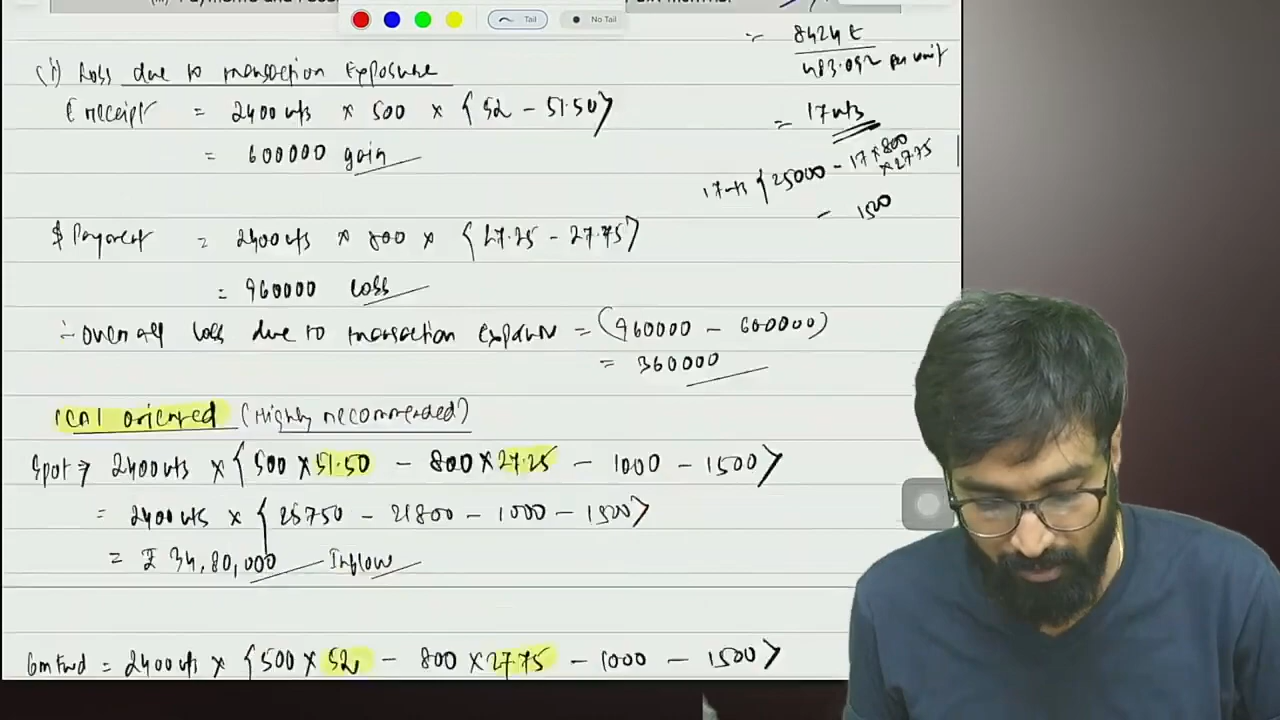 Tail
No Tail
(i) Loss due to transaction Exposure
€ receipt = 2400 uts × 500 × {52 - 51.50}
= 600000 gain
$ Payment = 2400 uts × 800 × {27.25 - 27.75}
= 960000 Loss
∴ overall loss due to transaction exposure = (960000 - 600000)
= 360000
ICAI oriented (Highly recommended)
Spot ⇒ 2400 uts × {500 × 51.50 - 800 × 27.25 - 1000 - 1500}
= 2400 uts × {25750 - 21800 - 1000 - 1500}
= ₹ 34,80,000 Inflow
6m Fwd = 2400 uts × {500 × 52 - 800 × 27.75 - 1000 - 1500}
= 8424 €
483.092 per unit
= 17 uts
17 uts {25000 - 17 × 800
× 27.75
- 1500